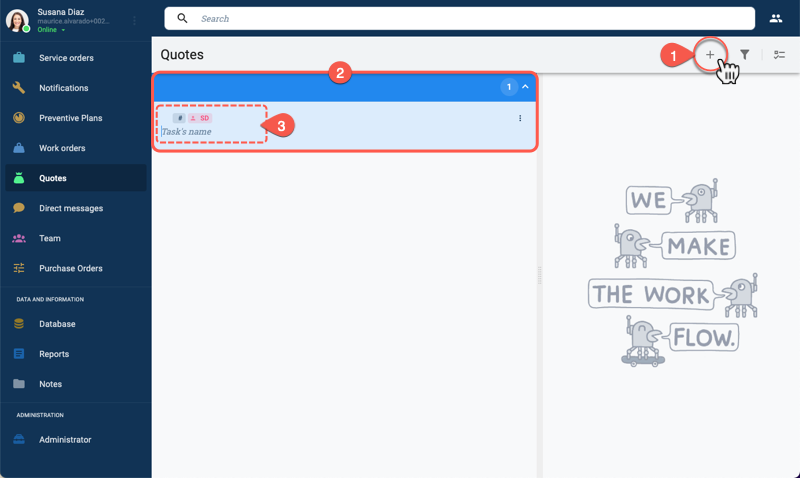 Susana Diaz
maurice.alvarado+002...
Online
Search
Service orders
Notifications
Preventive Plans
Work orders
Quotes
Direct messages
Team
Purchase Orders
DATA AND INFORMATION
Database
Reports
Notes
ADMINISTRATION
Administrator
Quotes
1
2
1
# SD
Task's name
3
WE
MAKE
THE WORK
FLOW.